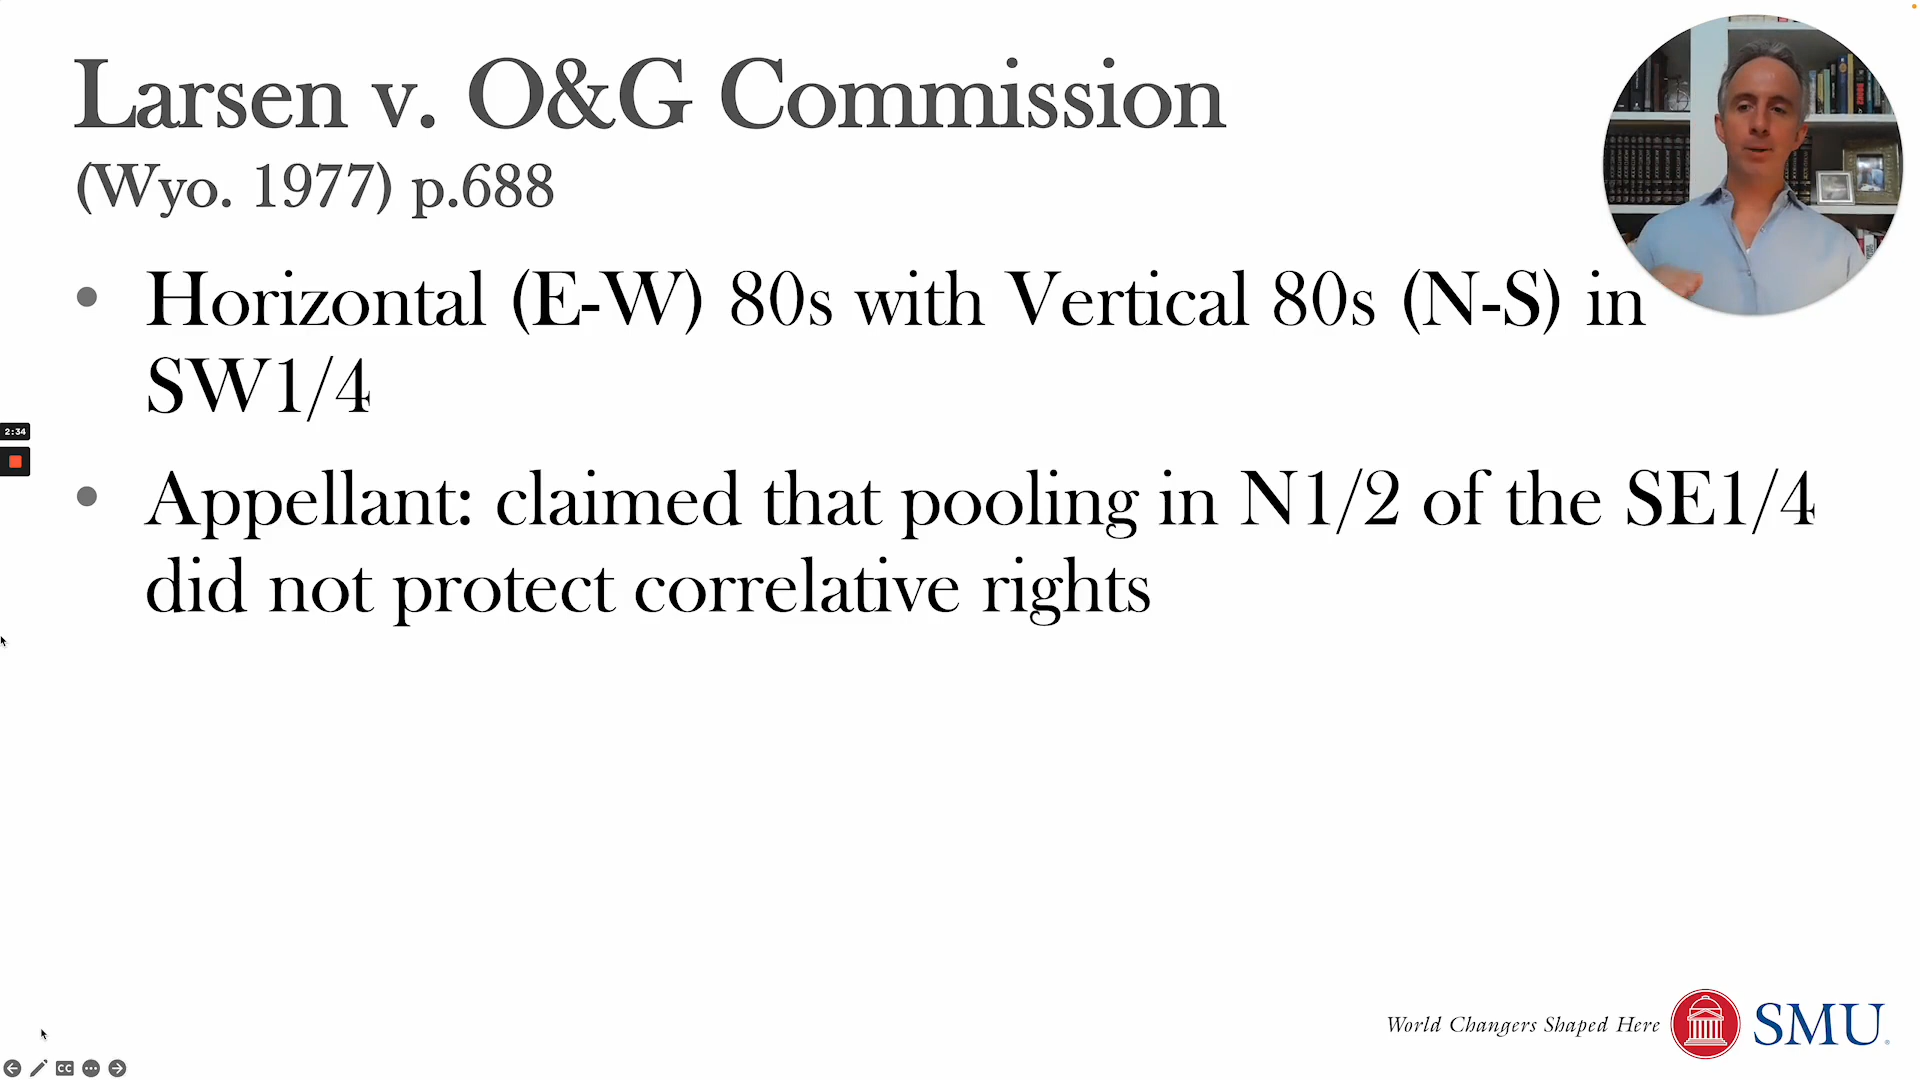 Larsen v. O&G Commission
(Wyo. 1977) p.688
• Horizontal (E-W) 80s with Vertical 80s (N-S) in
SW1/4
• Appellant: claimed that pooling in N1/2 of the SE1/4
did not protect correlative rights
2:34
World Changers Shaped Here
SMU
CC